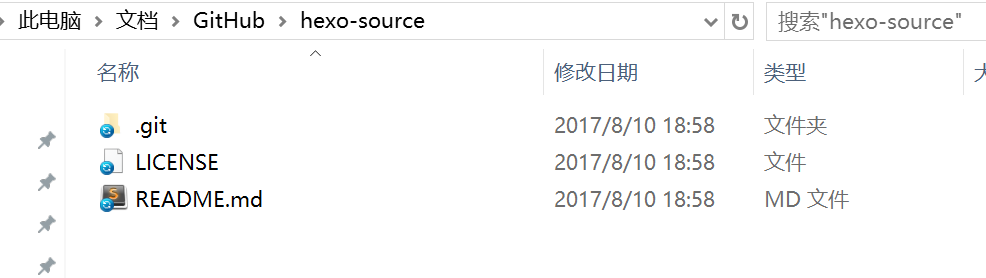 此电脑 > 文档 > GitHub > hexo-source 搜索"hexo-source"
名称 修改日期 类型
.git 2017/8/10 18:58 文件夹
LICENSE 2017/8/10 18:58 文件
README.md 2017/8/10 18:58 MD 文件